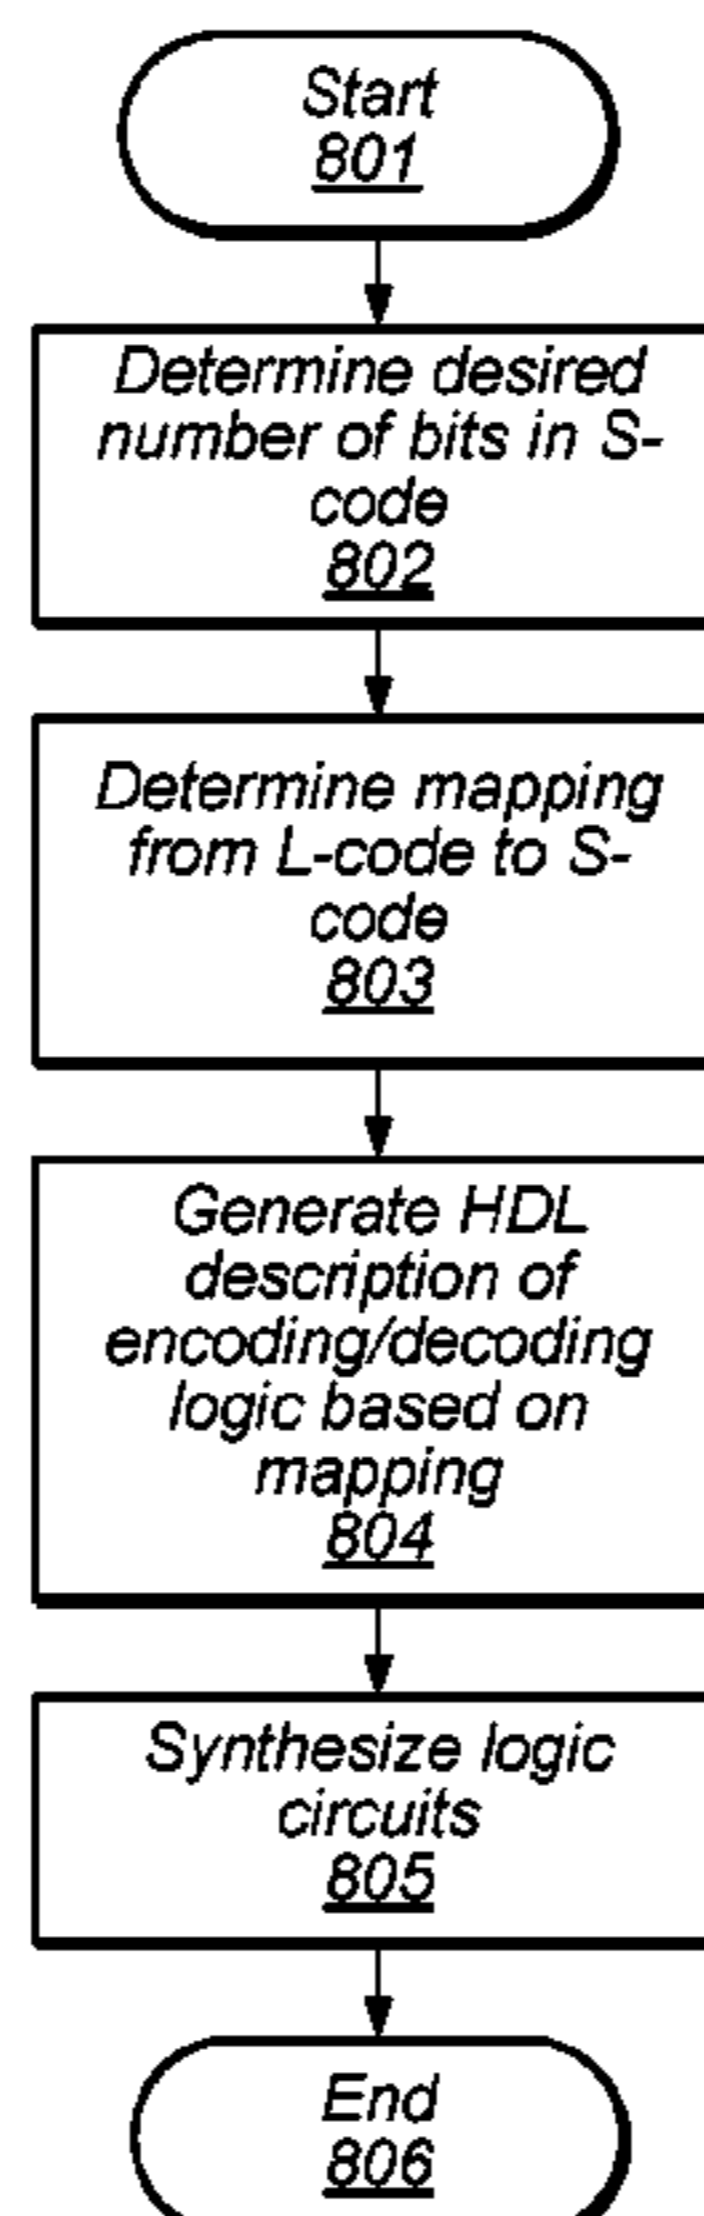 Start
801
Determine desired
number of bits in S-
code
802
Determine mapping
from L-code to S-
code
803
Generate HDL
description of
encoding/decoding
logic based on
mapping
804
Synthesize logic
circuits
805
End
806